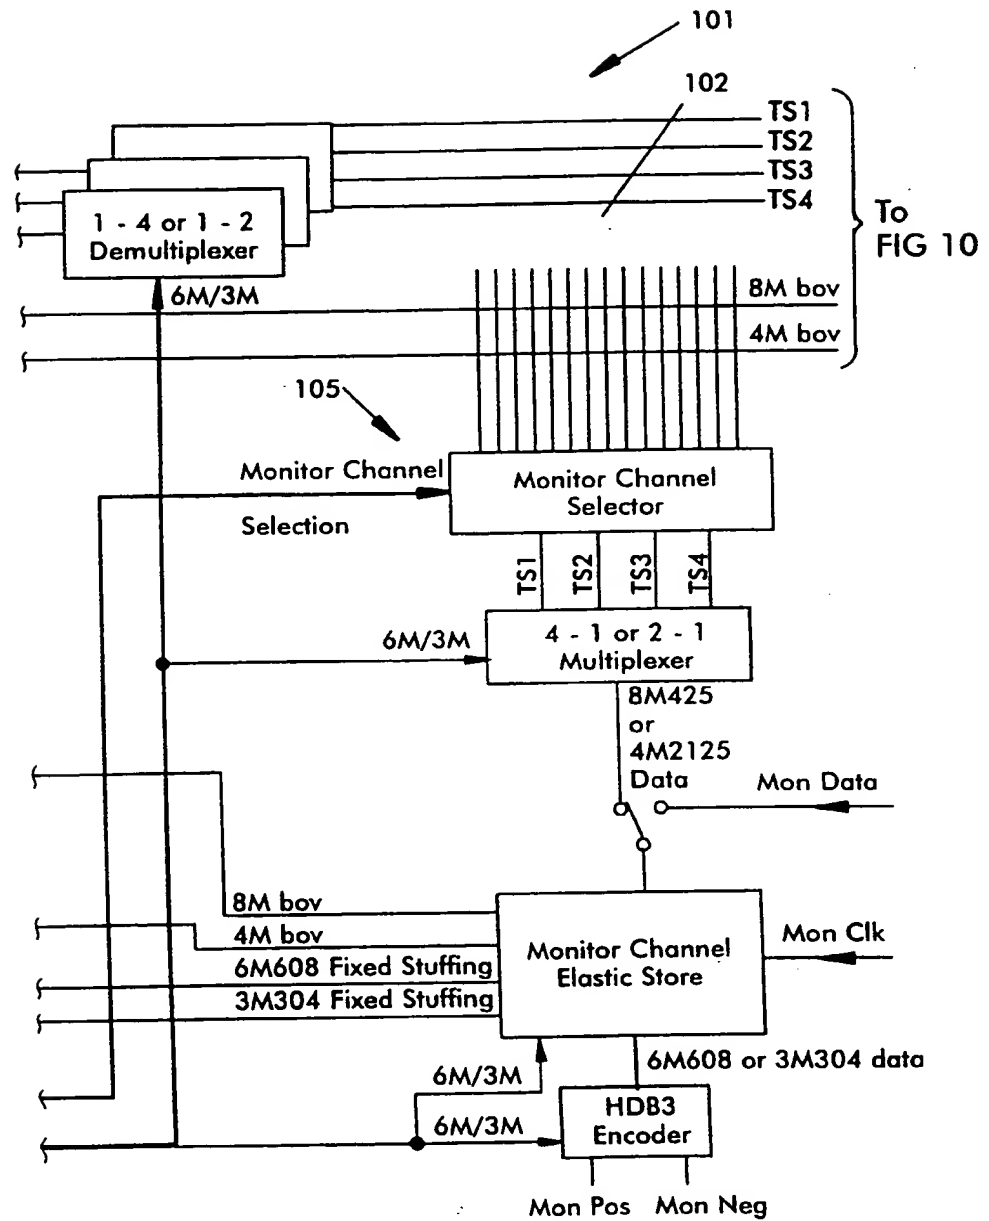 101
102
TS1
TS2
TS3
TS4
To
FIG 10
1 - 4 or 1 - 2
Demultiplexer
6M/3M
8M bov
4M bov
105
Monitor Channel
Selection
Monitor Channel
Selector
TS1
TS2
TS3
TS4
6M/3M
4 - 1 or 2 - 1
Multiplexer
8M425
or
4M2125
Data
Mon Data
8M bov
4M bov
6M608 Fixed Stuffing
3M304 Fixed Stuffing
Monitor Channel
Elastic Store
Mon Clk
6M608 or 3M304 data
6M/3M
6M/3M
HDB3
Encoder
Mon Pos
Mon Neg